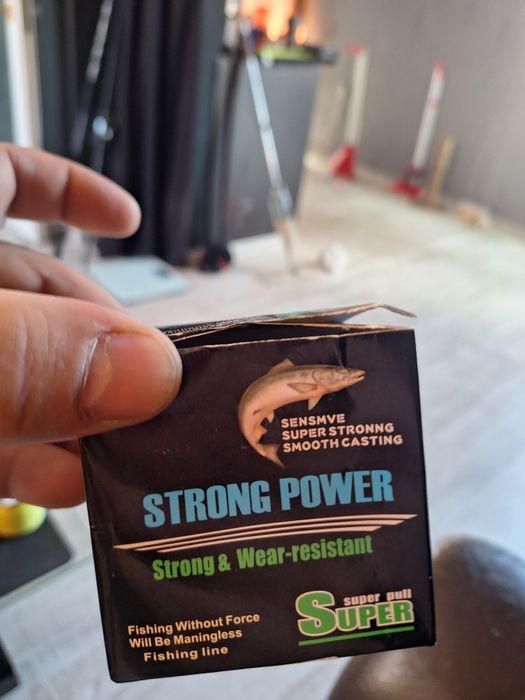 SENSMVE
SUPER STRONNG
SMOOTH CASTING
STRONG POWER
Strong & Wear-resistant
super pull
SUPER
Fishing Without Force
Will Be Maningless
Fishing line